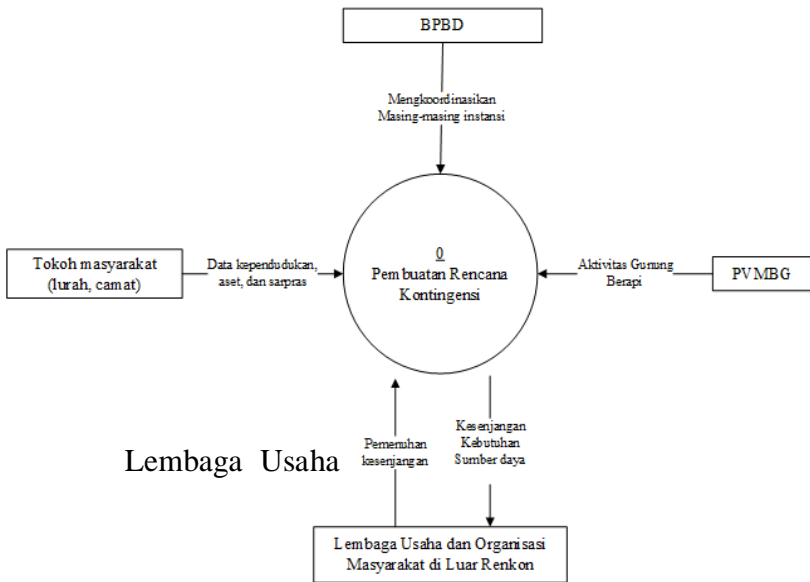 BPBD
Mengkoordinasikan
Masing-masing instansi
0
Pembuatan Rencana
Kontingensi
Tokoh masyarakat
(lurah, camat)
Data kependudukan,
aset, dan sarpras
Aktivitas Gunung
Berapi
PVMBG
Lembaga Usaha
Pemenuhan
kesenjangan
Kesenjangan
Kebutuhan
Sumber daya
Lembaga Usaha dan Organisasi
Masyarakat di Luar Renkon